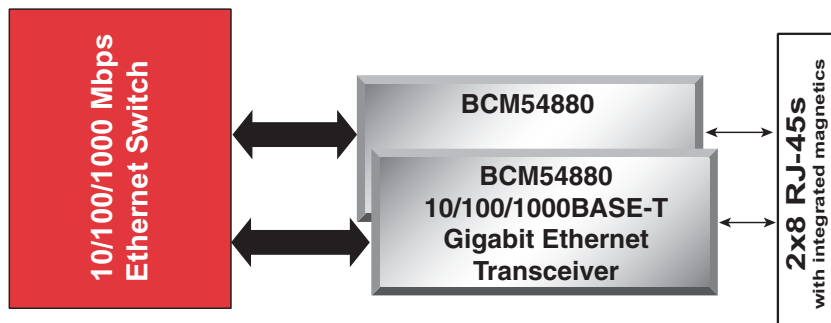 10/100/1000 Mbps
Ethernet Switch
BCM54880
BCM54880
10/100/1000BASE-T
Gigabit Ethernet
Transceiver
2x8 RJ-45s
with integrated magnetics